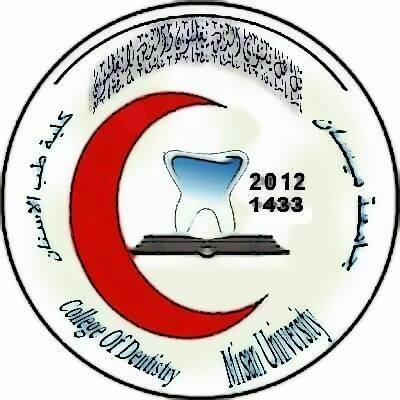 كلية طب الاسنان
جامعة ميسان
2012
1433
College Of Dentistry
Misan University